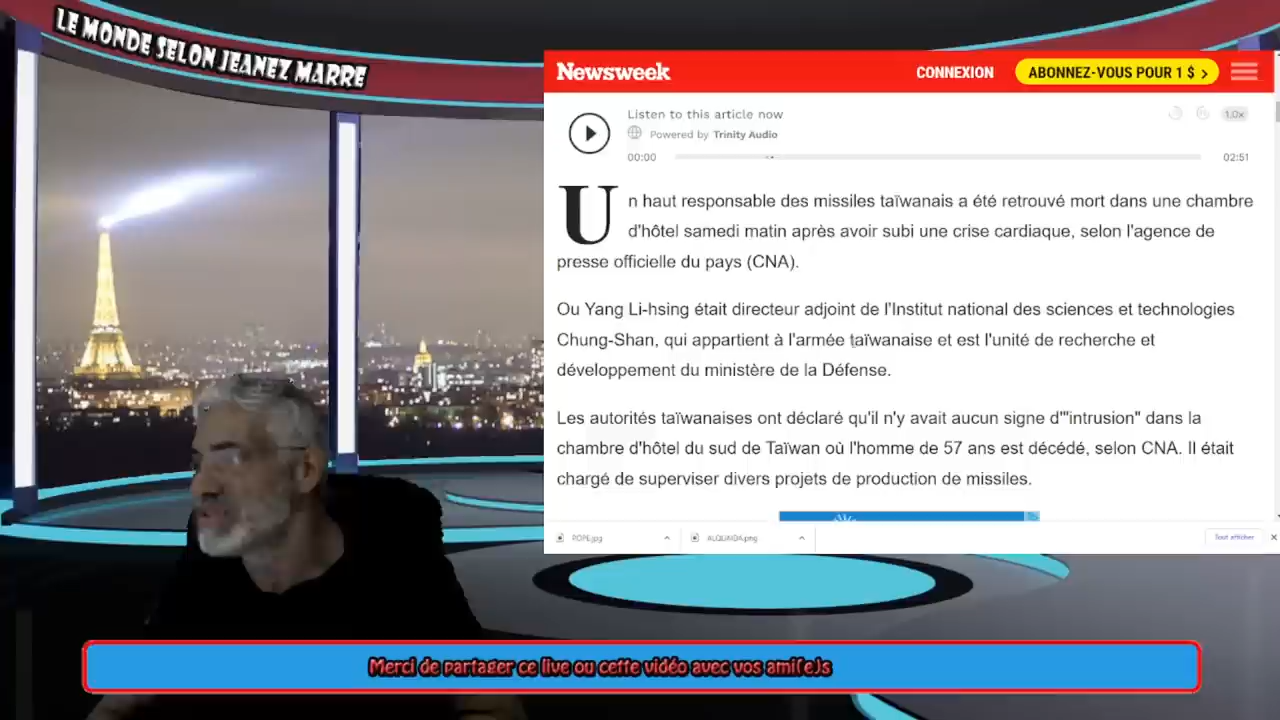 LE MONDE SELON JEANEZ MARRE
Newsweek
CONNEXION
ABONNEZ-VOUS POUR 1 $ >
Listen to this article now
Powered by Trinity Audio
00:00
02:51
1.0x
Un haut responsable des missiles taïwanais a été retrouvé mort dans une chambre
d'hôtel samedi matin après avoir subi une crise cardiaque, selon l'agence de
presse officielle du pays (CNA).
Ou Yang Li-hsing était directeur adjoint de l'Institut national des sciences et technologies
Chung-Shan, qui appartient à l'armée taïwanaise et est l'unité de recherche et
développement du ministère de la Défense.
Les autorités taïwanaises ont déclaré qu'il n'y avait aucun signe d'"intrusion" dans la
chambre d'hôtel du sud de Taïwan où l'homme de 57 ans est décédé, selon CNA. Il était
chargé de superviser divers projets de production de missiles.
POPE.jpg
ALQUAIDA.png
Tout afficher
Merci de partager ce live ou cette vidéo avec vos ami(e)s